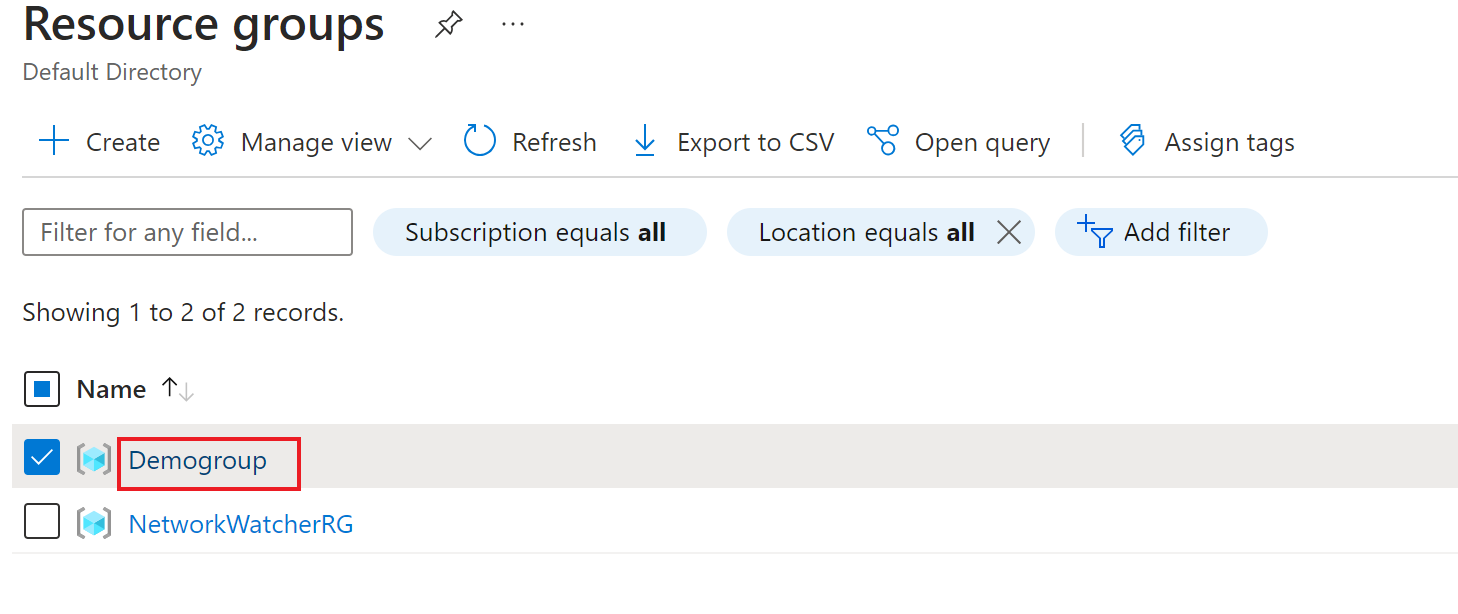 Resource groups
Default Directory
Create Manage view Refresh Export to CSV Open query Assign tags
Filter for any field... Subscription equals all Location equals all Add filter
Showing 1 to 2 of 2 records.
Name
Demogroup
NetworkWatcherRG